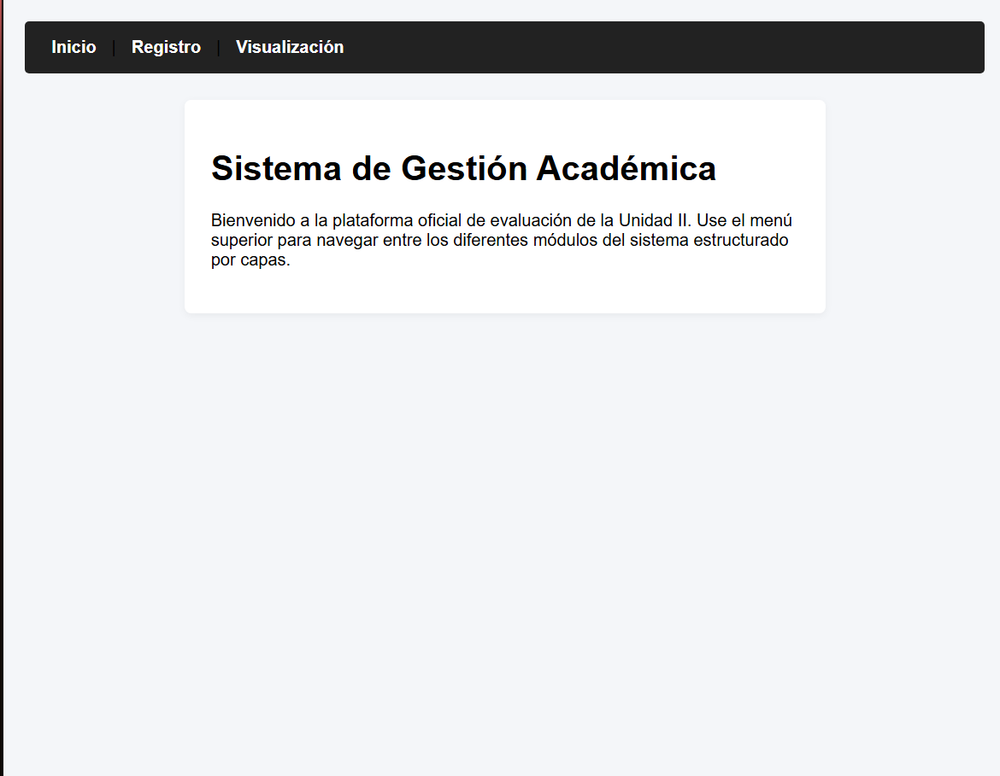 Inicio | Registro | Visualización
Sistema de Gestión Académica
Bienvenido a la plataforma oficial de evaluación de la Unidad II. Use el menú
superior para navegar entre los diferentes módulos del sistema estructurado
por capas.